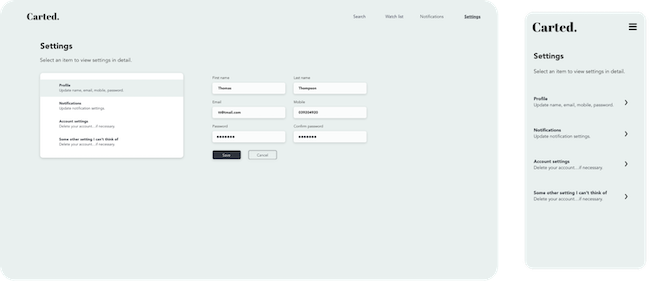 Carted.
Search Watch list Notifications Settings
Settings
Select an item to view settings in detail.
Profile
Update name, email, mobile, password.
Notifications
Update notification settings.
Account settings
Delete your account...if necessary.
Some other setting I can't think of
Delete your account...if necessary.
First name Last name
Thomas Thompson
Email Mobile
Password Confirm password
Save Cancel
Carted.
Settings
Select an item to view settings in detail.
Profile
Update name, email, mobile, password.
Notifications
Update notification settings.
Account settings
Delete your account...if necessary.
Some other setting I can't think of
Delete your account...if necessary.